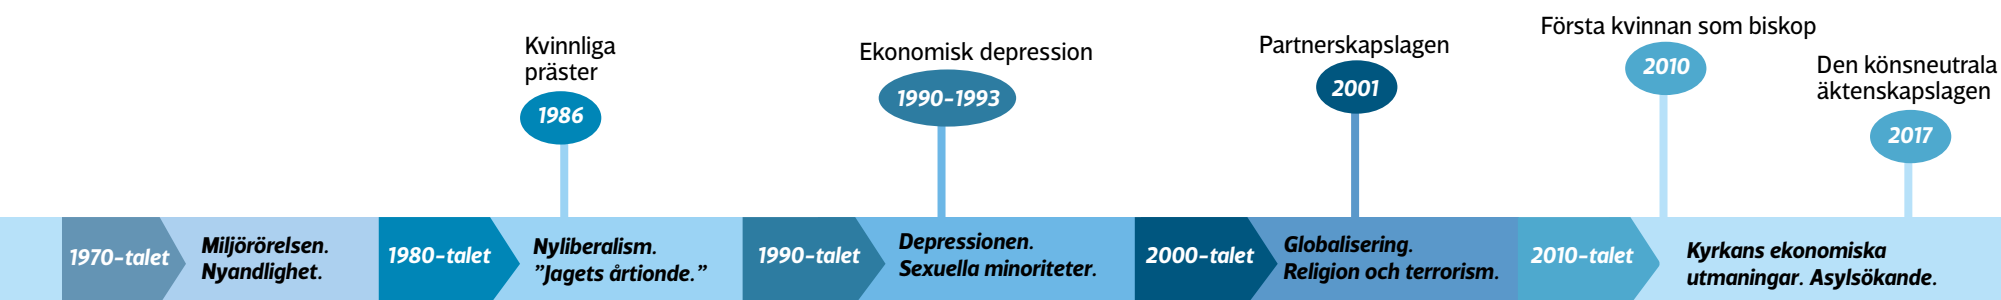 Kvinnliga
präster
1986
Ekonomisk depression
1990–1993
Partnerskapslagen
2001
Första kvinnan som biskop
2010
Den könsneutrala
äktenskapslagen
2017
1970–talet
Miljörörelsen.
Nyandlighet.
1980–talet
Nyliberalism.
”Jagets årtionde.”
1990–talet
Depressionen.
Sexuella minoriteter.
2000–talet
Globalisering.
Religion och terrorism.
2010–talet
Kyrkans ekonomiska
utmaningar. Asylsökande.